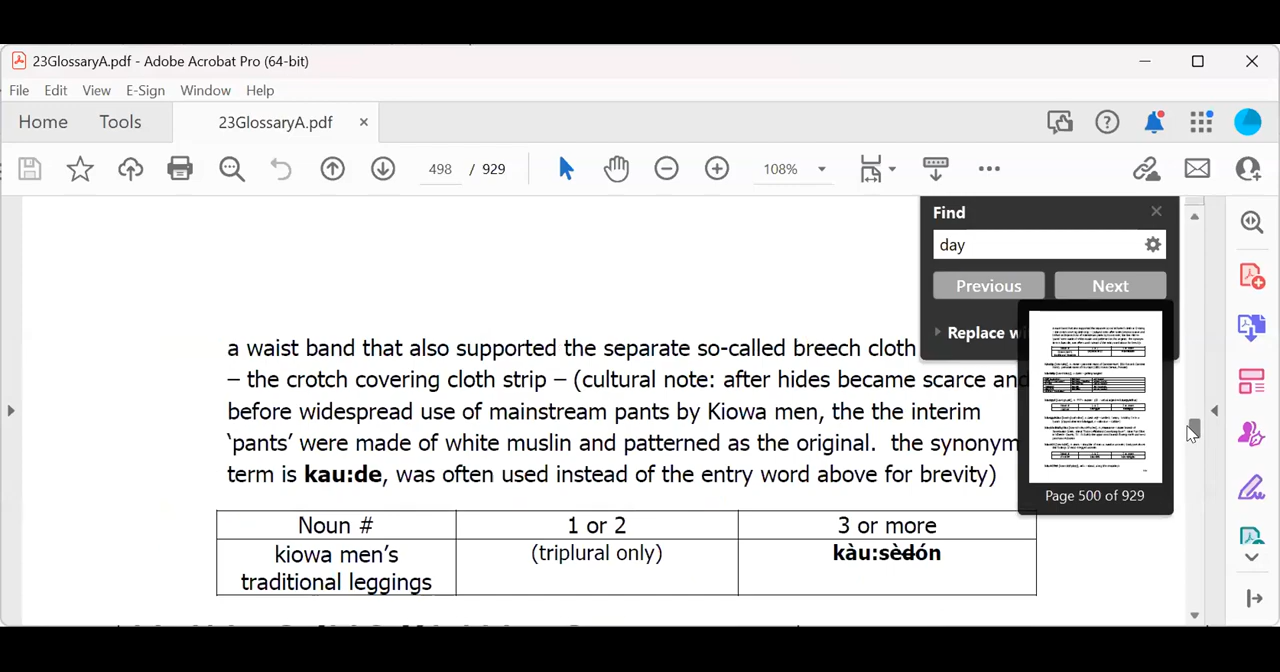 23GlossaryA.pdf - Adobe Acrobat Pro (64-bit)
File Edit View E-Sign Window Help
Home Tools 23GlossaryA.pdf ×
498 / 929 108%
Find
day
Previous Next
Replace wi
a waist band that also supported the separate so-called breech cloth
– the crotch covering cloth strip – (cultural note: after hides became scarce and
before widespread use of mainstream pants by Kiowa men, the the interim
‘pants’ were made of white muslin and patterned as the original. the synonym
term is kau:de, was often used instead of the entry word above for brevity)
Page 500 of 929
Noun # 1 or 2 3 or more
kiowa men’s (triplural only) kàu:sèđón
traditional leggings